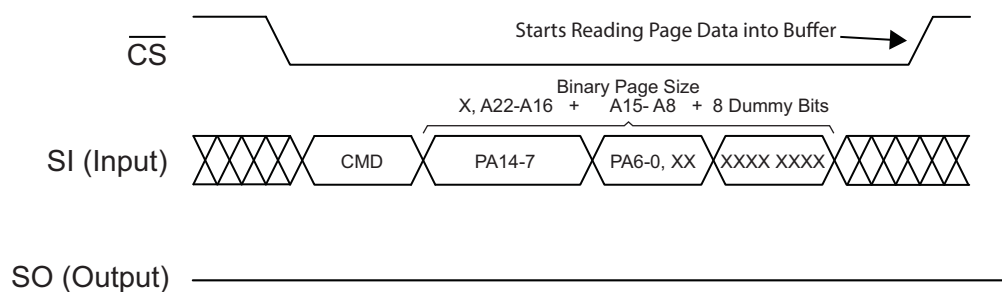 Starts Reading Page Data into Buffer
CS
Binary Page Size
X, A22-A16 + A15- A8 + 8 Dummy Bits
SI (Input)
CMD
PA14-7
PA6-0, XX
XXXX XXXX
SO (Output)